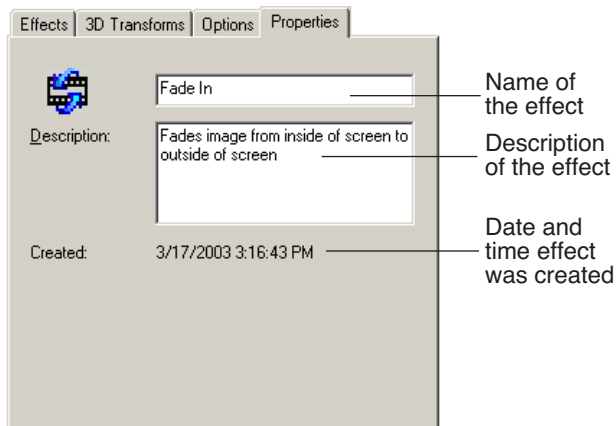 Effects 3D Transforms Options Properties
Fade In
Name of
the effect
Description:
Fades image from inside of screen to
outside of screen
Description
of the effect
Created:
3/17/2003 3:16:43 PM
Date and
time effect
was created